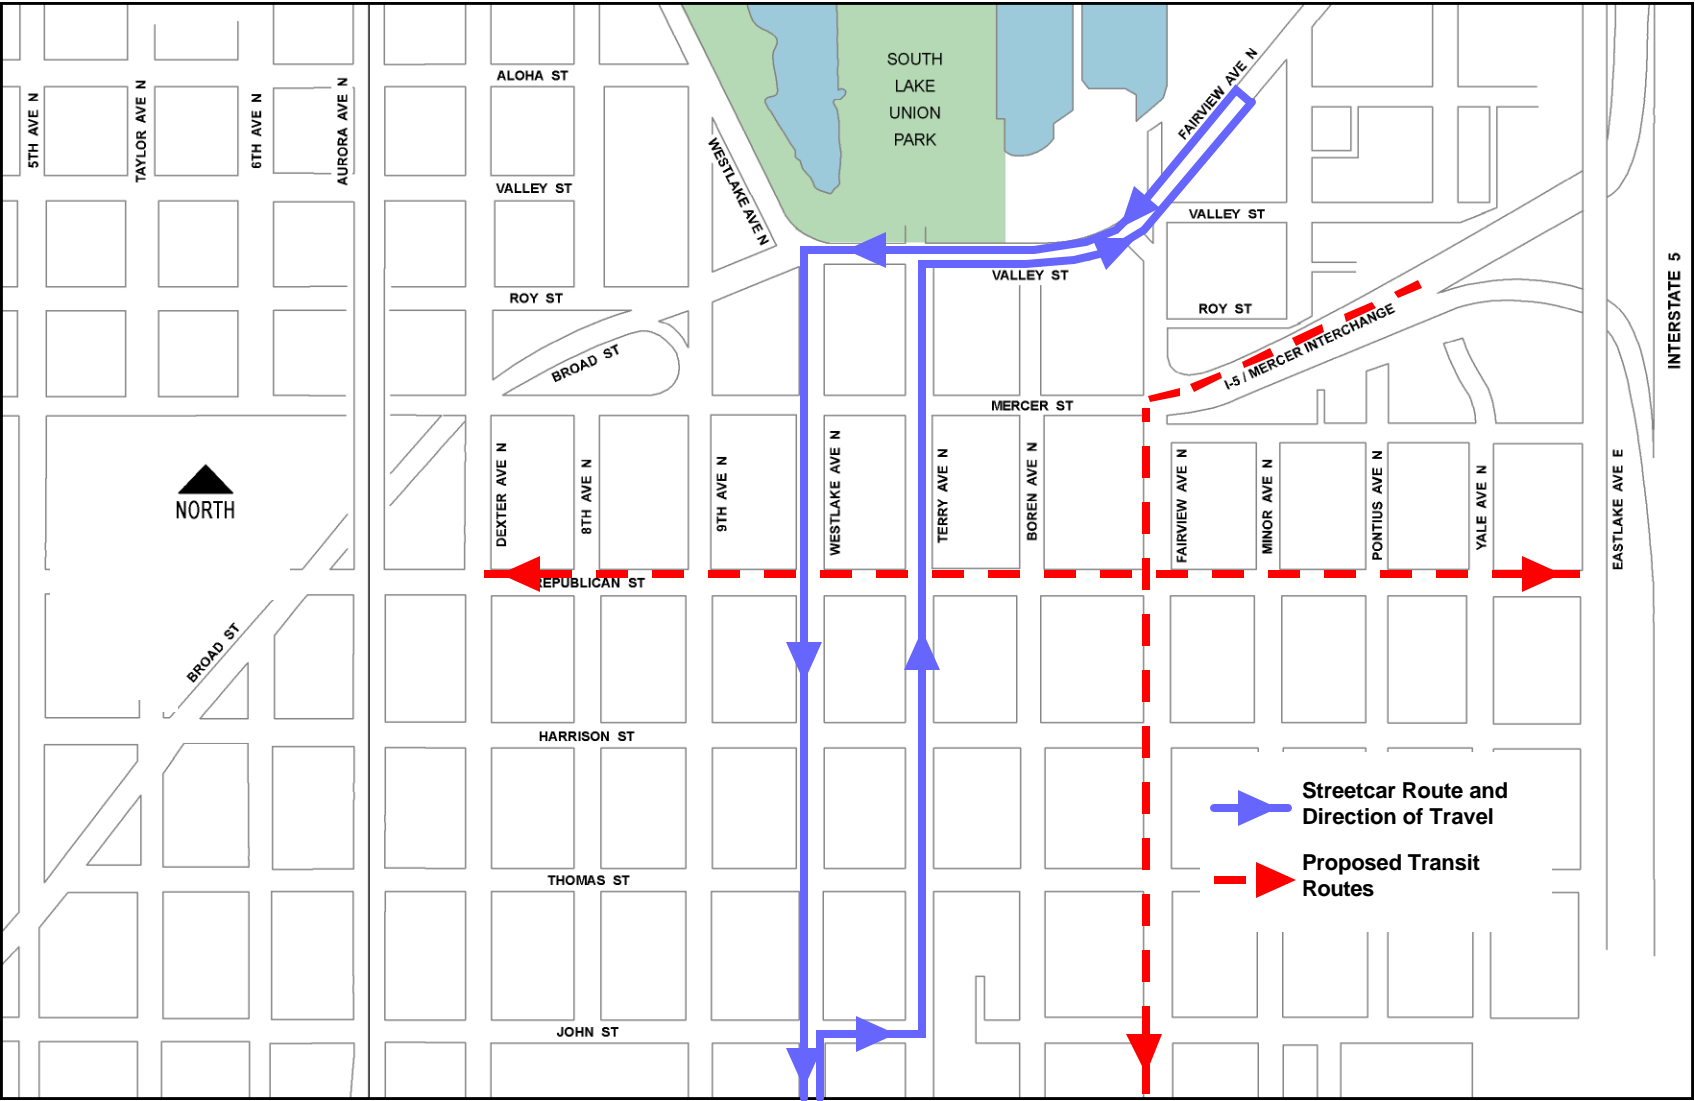 SOUTH
LAKE
UNION
PARK
ALOHA ST
FAIRVIEW AVE N
5TH AVE N
TAYLOR AVE N
6TH AVE N
AURORA AVE N
WESTLAKE AVE N
VALLEY ST
VALLEY ST
VALLEY ST
ROY ST
ROY ST
INTERSTATE 5
BROAD ST
I-5 / MERCER INTERCHANGE
MERCER ST
NORTH
DEXTER AVE N
8TH AVE N
9TH AVE N
WESTLAKE AVE N
TERRY AVE N
BOREN AVE N
FAIRVIEW AVE N
MINOR AVE N
PONTIUS AVE N
YALE AVE N
EASTLAKE AVE E
REPUBLICAN ST
BROAD ST
HARRISON ST
Streetcar Route and
Direction of Travel
Proposed Transit
Routes
THOMAS ST
JOHN ST